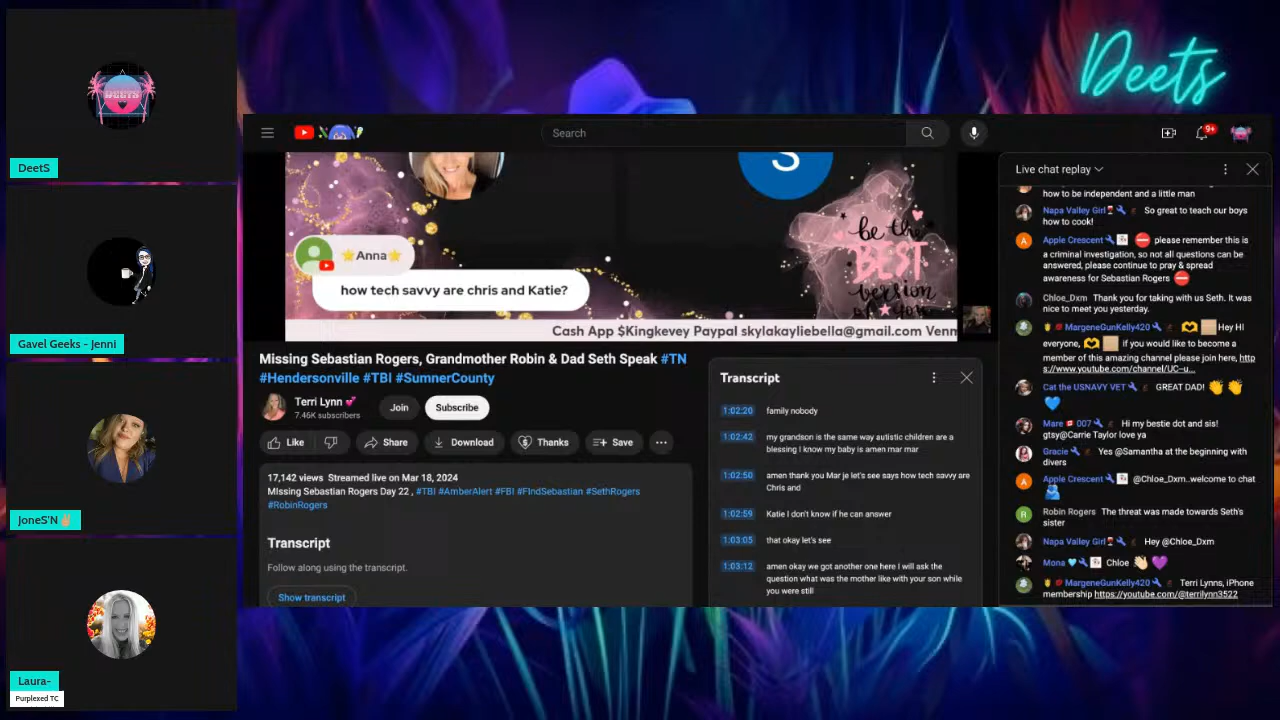 Deets
DEETS
DeetS
Gavel Geeks - Jenni
JoneS'N ✌🏼
Laura-
Purplexed TC
Search
9+
S
⭐Anna⭐
how tech savvy are chris and Katie?
be the
BEST
version
Cash App $Kingkevey Paypal skylakayliebella@gmail.com Venm
Missing Sebastian Rogers, Grandmother Robin & Dad Seth Speak #TN
#Hendersonville #TBI #SumnerCounty
Terri Lynn 💕
7.46K subscribers
Join
Subscribe
Like
Share
Download
Thanks
Save
17,142 views Streamed live on Mar 18, 2024
MIssing Sebastian Rogers Day 22 , #TBI #AmberAlert #FBI #FIndSebastian #SethRogers
#RobinRogers
Transcript
Follow along using the transcript.
Show transcript
Transcript
1:02:20 family nobody
1:02:42 my grandson is the same way autistic children are a
blessing I know my baby is amen mar mar
1:02:50 amen thank you Mar je let's see says how tech savvy are
Chris and
1:02:59 Katie I don't know if he can answer
1:03:05 that okay let's see
1:03:12 amen okay we got another one here I will ask the
question what was the mother like with your son while
you were still
Live chat replay
how to be independent and a little man
Napa Valley Girl🍷 So great to teach our boys
how to cook!
Apple Crescent ⛔ please remember this is
a criminal investigation, so not all questions can be
answered, please continue to pray & spread
awareness for Sebastian Rogers ⛔
Chloe_Dxm Thank you for taking with us Seth. It was
nice to meet you yesterday.
MargeneGunKelly420 🫶 Hey HI
everyone, 🫶 if you would like to become a
member of this amazing channel please join here, http
s://www.youtube.com/channel/UC--u...
Cat the USNAVY VET GREAT DAD! 👏 👏
💙
Mare 🇨🇦 007 Hi my bestie dot and sis!
gtsy@Carrie Taylor love ya
Gracie Yes @Samantha at the beginning with
divers
Apple Crescent @Chloe_Dxm..welcome to chat
🫂
Robin Rogers The threat was made towards Seth's
sister
Napa Valley Girl🍷 Hey @Chloe_Dxm
Mona 🩵 Chloe 👋🏻 💜
MargeneGunKelly420 Terri Lynns, iPhone
membership https://youtube.com/@terrilynn3522